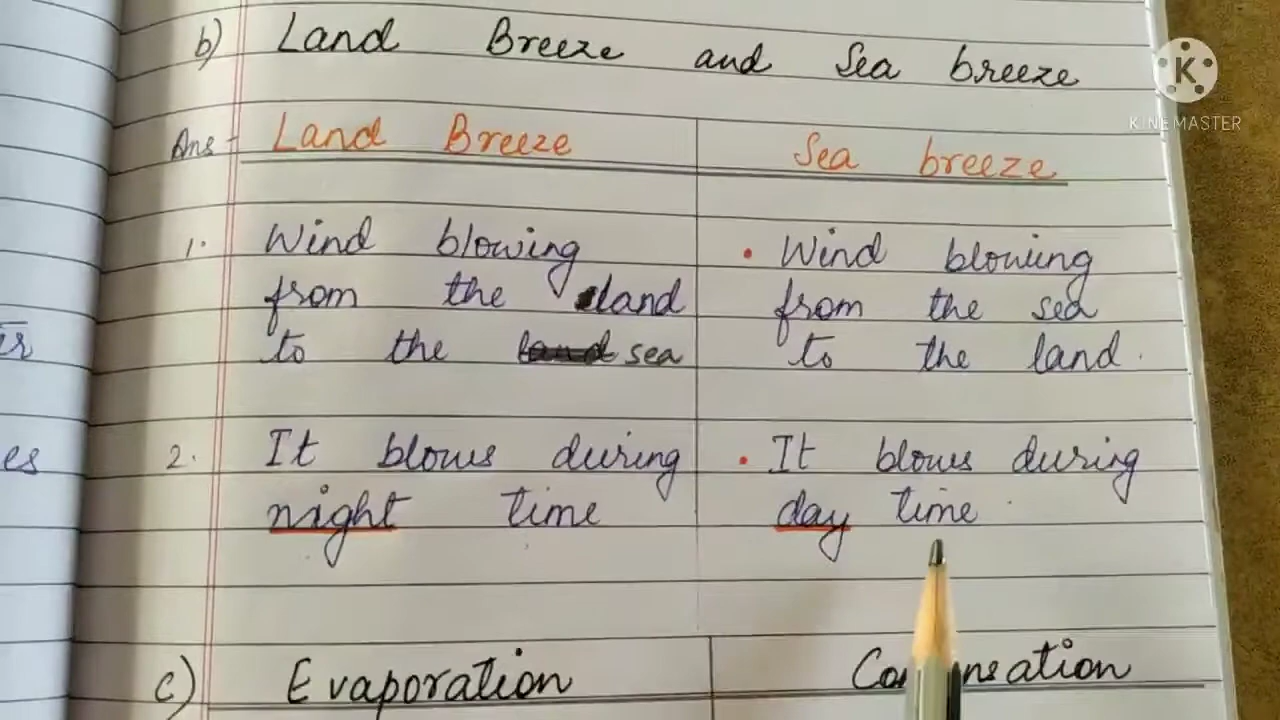 b) Land Breeze and Sea breeze
KINEMASTER
Ans - Land Breeze Sea breeze
1. Wind blowing • Wind blowing
from the land from the sea
to the sea to the land.
2. It blows during • It blows during
night time day time
c) Evaporation
es